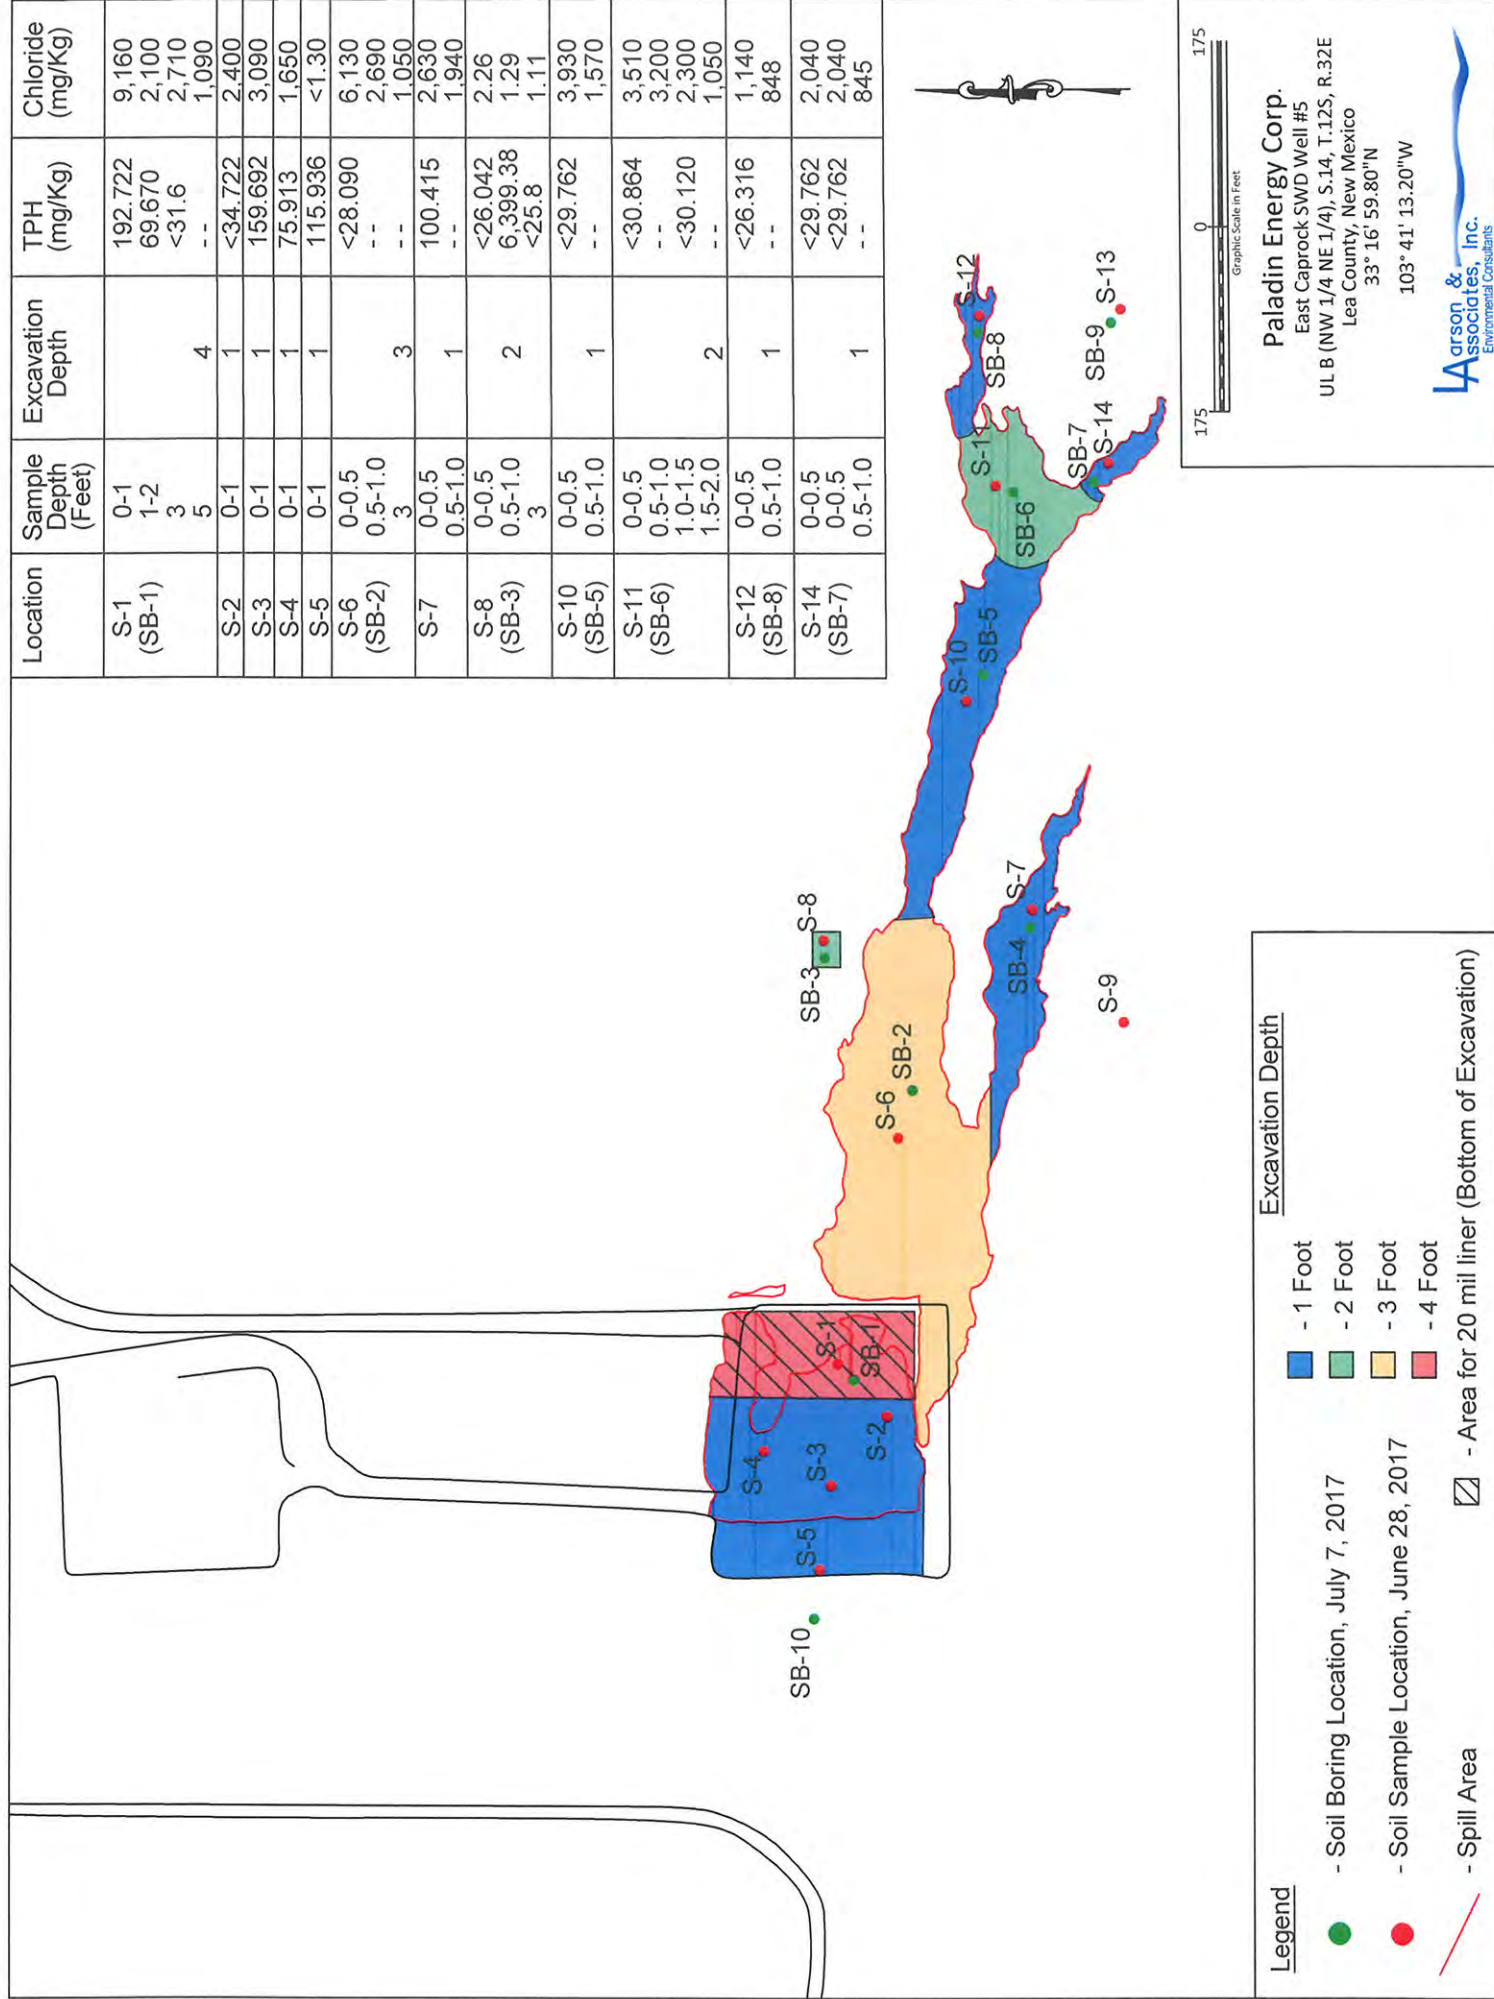 Location	Sample Depth (Feet)	Excavation Depth	TPH (mg/Kg)	Chloride (mg/Kg)
S-1 (SB-1)	0-1		192.722	9,160
	1-2		69.670	2,100
	3		<31.6	2,710
	5	4	--	1,090
S-2	0-1	1	<34.722	2,400
S-3	0-1	1	159.692	3,090
S-4	0-1	1	75.913	1,650
S-5	0-1	1	115.936	<1.30
S-6	0-0.5		<28.090	6,130
(SB-2)	0.5-1.0		--	2,690
	3	3	--	1,050
S-7	0-0.5		100.415	2,630
	0.5-1.0	1	--	1,940
S-8	0-0.5		<26.042	2.26
(SB-3)	0.5-1.0	2	6,399.38	1.29
	3		<25.8	1.11
S-10	0-0.5		<29.762	3,930
(SB-5)	0.5-1.0	1	--	1,570
S-11	0-0.5		<30.864	3,510
(SB-6)	0.5-1.0		--	3,200
	1.0-1.5		<30.120	2,300
	1.5-2.0	2	--	1,050
S-12	0-0.5		<26.316	1,140
(SB-8)	0.5-1.0	1	--	848
S-14	0-0.5		<29.762	2,040
(SB-7)	0-0.5		<29.762	2,040
	0.5-1.0	1		845
SB-10
S-5
S-4
S-3
S-2
S-1
SB-1
S-6
SB-2
SB-3
S-8
SB-4
S-7
S-9
S-10
SB-5
S-11
SB-6
SB-7
S-14
SB-8
S-12
SB-9
S-13
Legend
- Soil Boring Location, July 7, 2017
- Soil Sample Location, June 28, 2017
- Spill Area
Excavation Depth
- 1 Foot
- 2 Foot
- 3 Foot
- 4 Foot
- Area for 20 mil liner (Bottom of Excavation)
175 0 175
Graphic Scale in Feet
Paladin Energy Corp.
East Caprock SWD Well #5
UL B (NW 1/4 NE 1/4), S.14, T.12S, R.32E
Lea County, New Mexico
33° 16' 59.80"N
103° 41' 13.20"W
Larson &
Associates, Inc.
Environmental Consultants